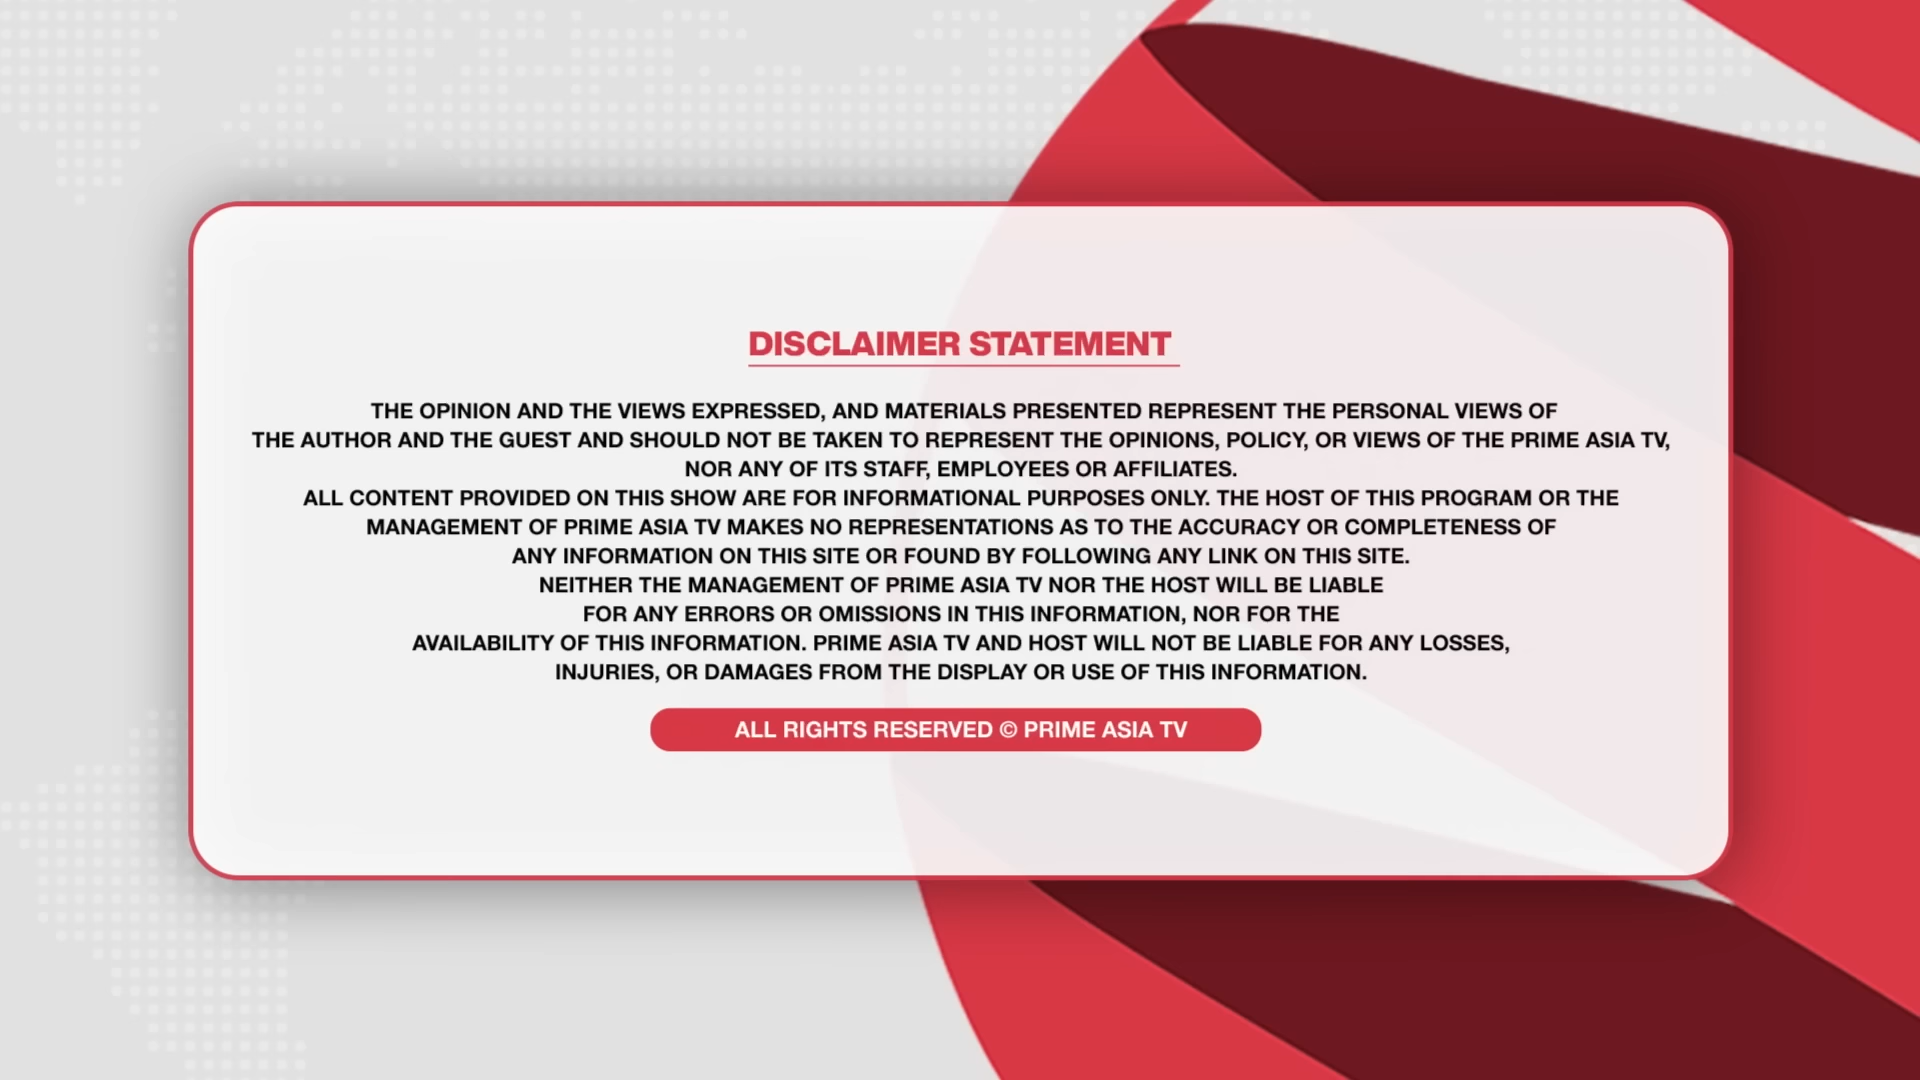 DISCLAIMER STATEMENT
THE OPINION AND THE VIEWS EXPRESSED, AND MATERIALS PRESENTED REPRESENT THE PERSONAL VIEWS OF
THE AUTHOR AND THE GUEST AND SHOULD NOT BE TAKEN TO REPRESENT THE OPINIONS, POLICY, OR VIEWS OF THE PRIME ASIA TV,
NOR ANY OF ITS STAFF, EMPLOYEES OR AFFILIATES.
ALL CONTENT PROVIDED ON THIS SHOW ARE FOR INFORMATIONAL PURPOSES ONLY. THE HOST OF THIS PROGRAM OR THE
MANAGEMENT OF PRIME ASIA TV MAKES NO REPRESENTATIONS AS TO THE ACCURACY OR COMPLETENESS OF
ANY INFORMATION ON THIS SITE OR FOUND BY FOLLOWING ANY LINK ON THIS SITE.
NEITHER THE MANAGEMENT OF PRIME ASIA TV NOR THE HOST WILL BE LIABLE
FOR ANY ERRORS OR OMISSIONS IN THIS INFORMATION, NOR FOR THE
AVAILABILITY OF THIS INFORMATION. PRIME ASIA TV AND HOST WILL NOT BE LIABLE FOR ANY LOSSES,
INJURIES, OR DAMAGES FROM THE DISPLAY OR USE OF THIS INFORMATION.
ALL RIGHTS RESERVED © PRIME ASIA TV